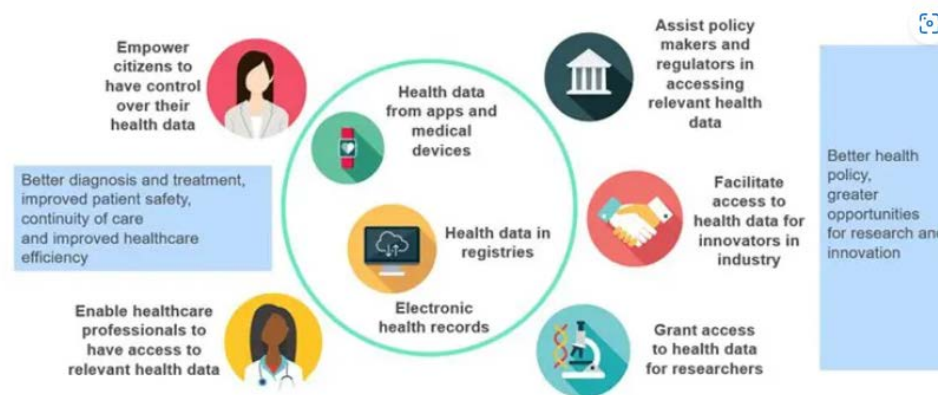 Empower
citizens to
have control
over their
health data
Better diagnosis and treatment,
improved patient safety,
continuity of care
and improved healthcare
efficiency
Enable healthcare
professionals to
have access to
relevant health data
Health data
from apps and
medical
devices
Health data in
registries
Electronic
health records
Assist policy
makers and
regulators in
accessing
relevant health
data
Facilitate
access to
health data for
innovators in
industry
Grant access
to health data
for researchers
Better health
policy,
greater
opportunities
for research and
innovation